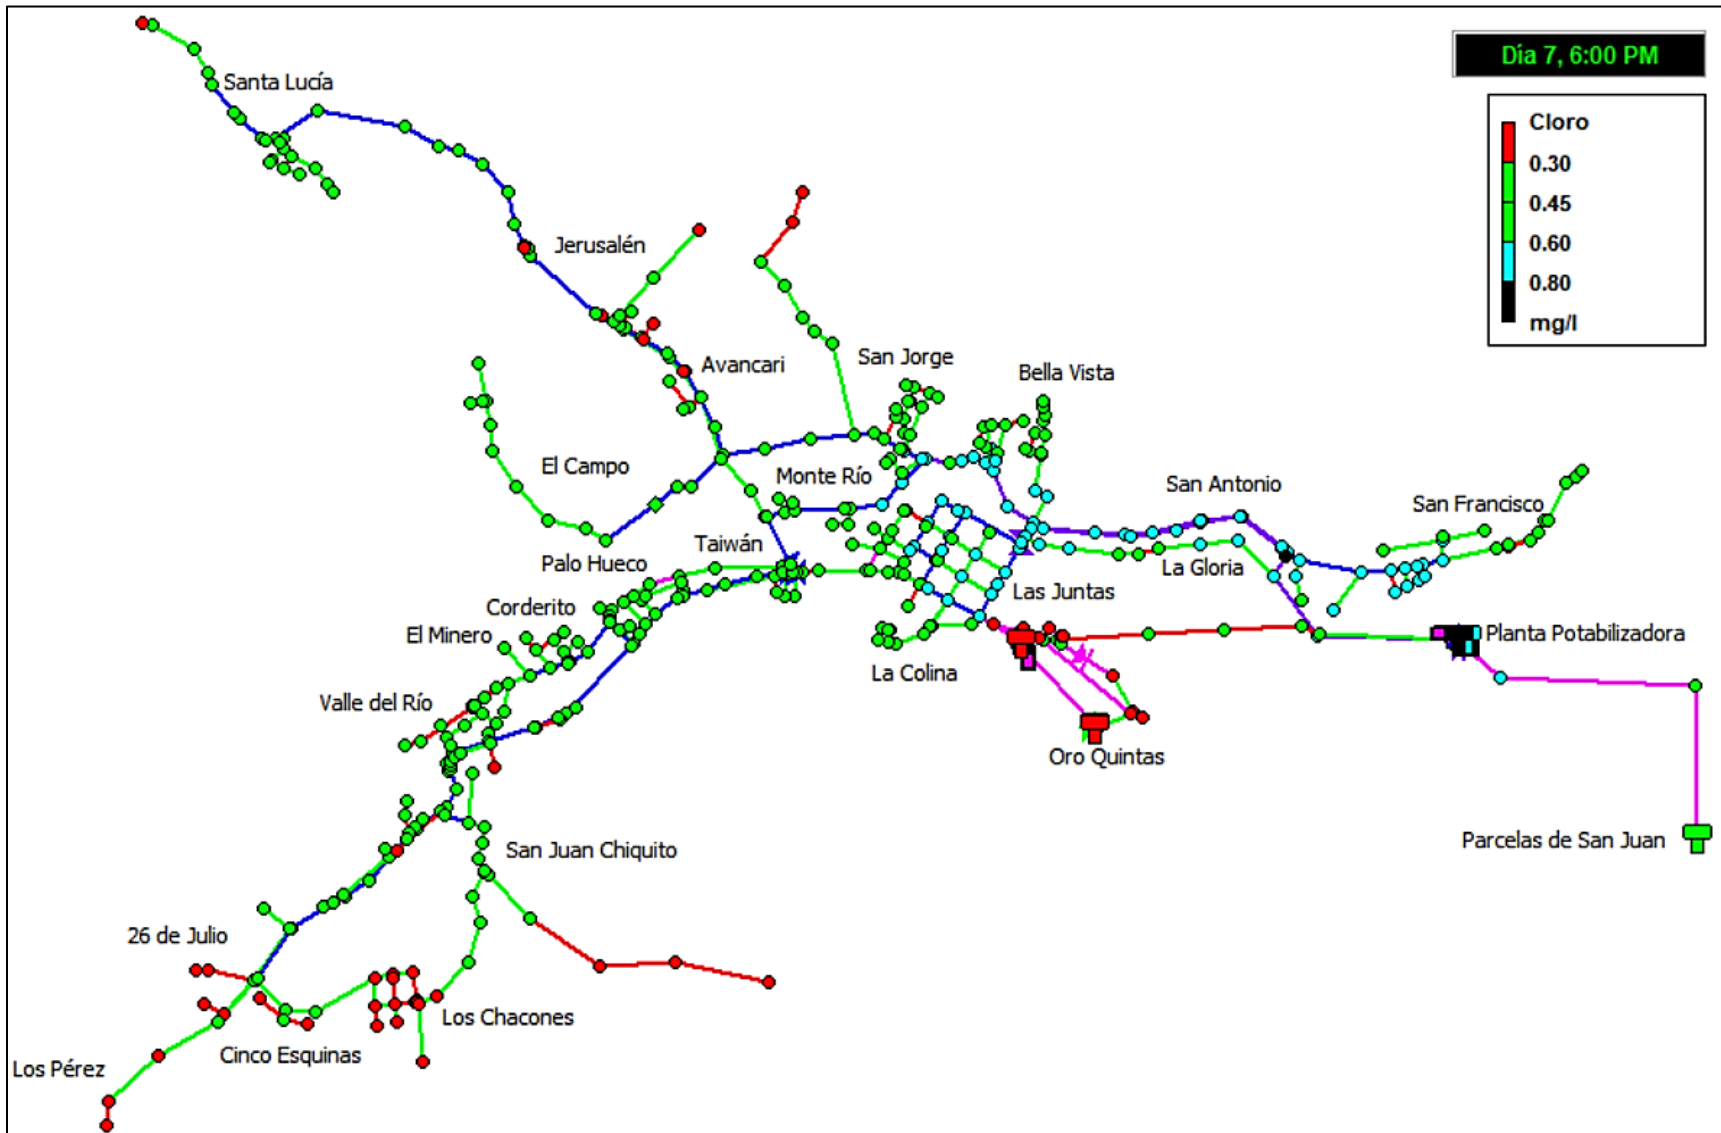 Día 7, 6:00 PM
Cloro
0.30
0.45
0.60
0.80
mg/l
Santa Lucía
Jerusalén
Avancari
San Jorge
Bella Vista
El Campo
Monte Río
San Antonio
San Francisco
Taiwán
Palo Hueco
La Gloria
Las Juntas
Corderito
El Minero
Planta Potabilizadora
La Colina
Valle del Río
Oro Quintas
Parcelas de San Juan
San Juan Chiquito
26 de Julio
Los Chacones
Cinco Esquinas
Los Pérez